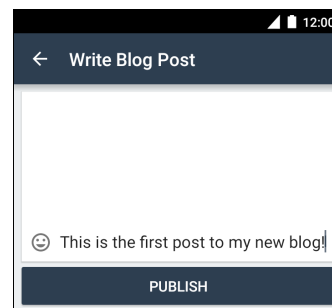 12:00
Write Blog Post
This is the first post to my new blog!
PUBLISH